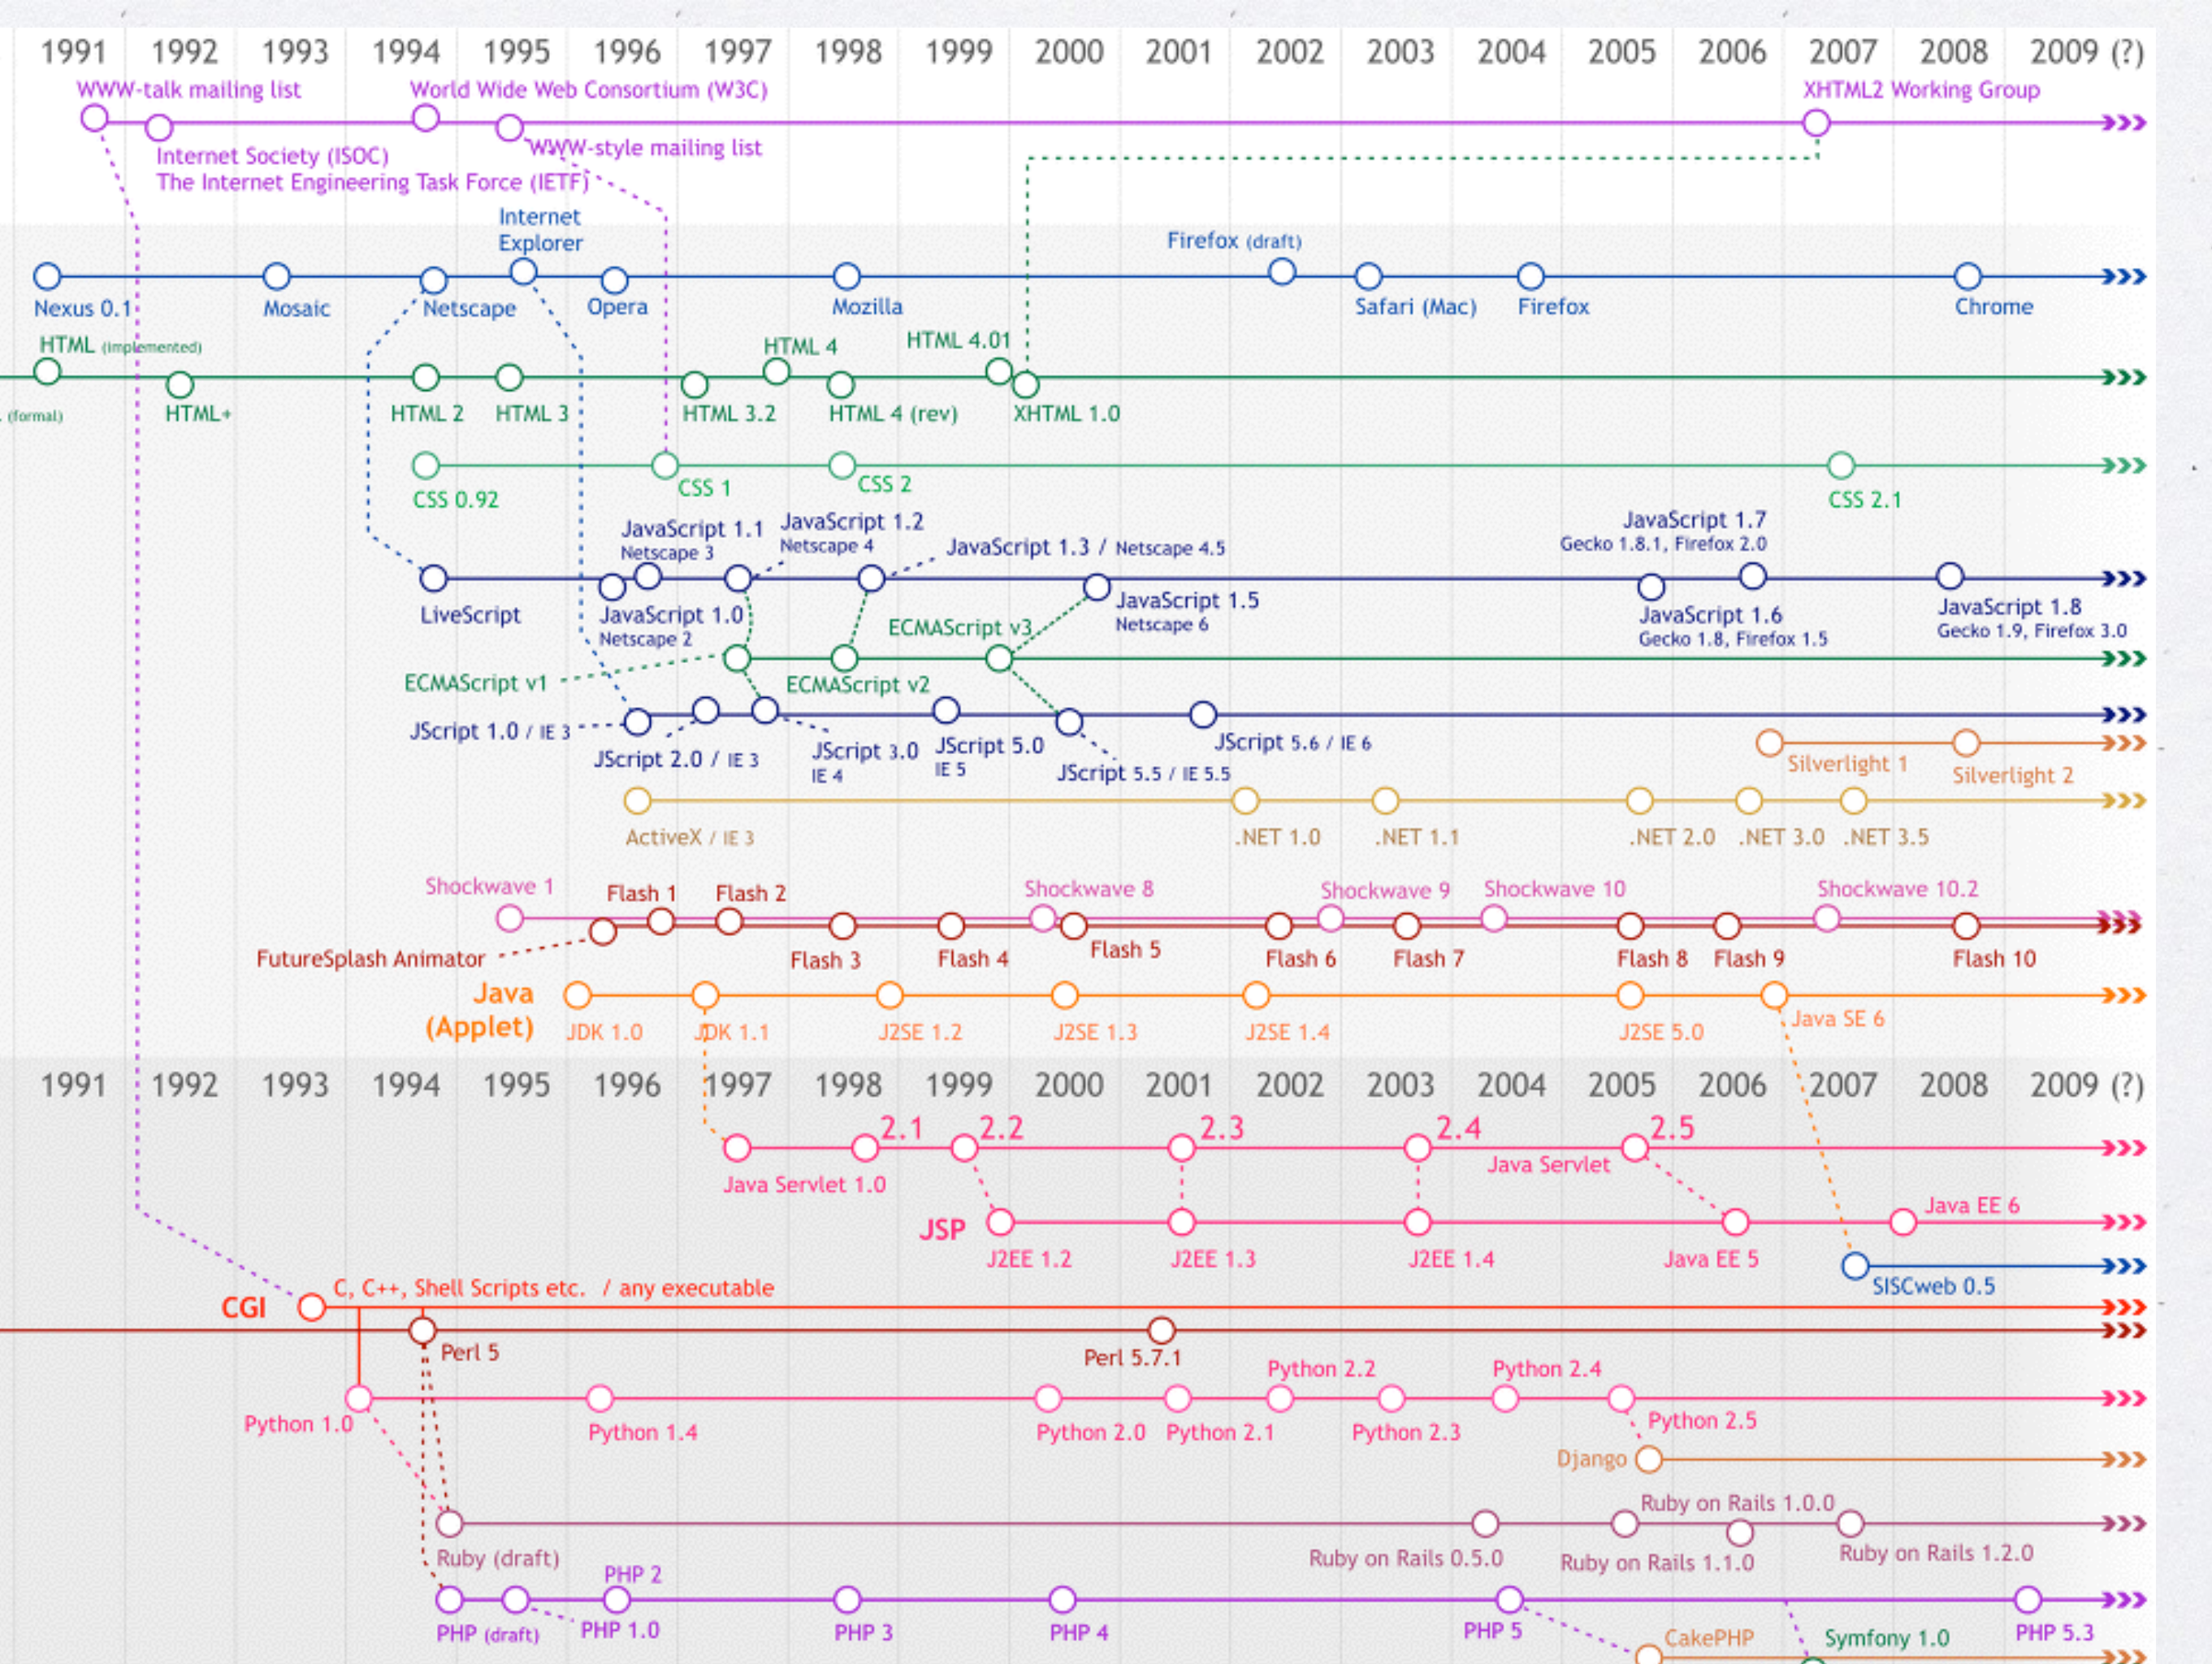 1991 1992 1993 1994 1995 1996 1997 1998 1999 2000 2001 2002 2003 2004 2005 2006 2007 2008 2009 (?)
WWW-talk mailing list
World Wide Web Consortium (W3C)
XHTML2 Working Group
Internet Society (ISOC)
The Internet Engineering Task Force (IETF)
WWW-style mailing list
Internet
Explorer
Firefox (draft)
Nexus 0.1
Mosaic
Netscape
Opera
Mozilla
Safari (Mac)
Firefox
Chrome
HTML (implemented)
HTML 4
HTML 4.01
(formal)
HTML+
HTML 2
HTML 3
HTML 3.2
HTML 4 (rev)
XHTML 1.0
CSS 0.92
CSS 1
CSS 2
CSS 2.1
JavaScript 1.1
Netscape 3
JavaScript 1.2
Netscape 4
JavaScript 1.3 / Netscape 4.5
JavaScript 1.7
Gecko 1.8.1, Firefox 2.0
LiveScript
JavaScript 1.0
Netscape 2
JavaScript 1.5
Netscape 6
JavaScript 1.6
Gecko 1.8, Firefox 1.5
JavaScript 1.8
Gecko 1.9, Firefox 3.0
ECMAScript v3
ECMAScript v1
ECMAScript v2
JScript 1.0 / IE 3
JScript 2.0 / IE 3
JScript 3.0
IE 4
JScript 5.0
IE 5
JScript 5.5 / IE 5.5
JScript 5.6 / IE 6
Silverlight 1
Silverlight 2
ActiveX / IE 3
.NET 1.0
.NET 1.1
.NET 2.0
.NET 3.0
.NET 3.5
Shockwave 1
Flash 1
Flash 2
Shockwave 8
Shockwave 9
Shockwave 10
Shockwave 10.2
FutureSplash Animator
Flash 3
Flash 4
Flash 5
Flash 6
Flash 7
Flash 8
Flash 9
Flash 10
Java
(Applet)
JDK 1.0
JDK 1.1
J2SE 1.2
J2SE 1.3
J2SE 1.4
J2SE 5.0
Java SE 6
1991 1992 1993 1994 1995 1996 1997 1998 1999 2000 2001 2002 2003 2004 2005 2006 2007 2008 2009 (?)
2.1
2.2
2.3
2.4
2.5
Java Servlet 1.0
Java Servlet
JSP
J2EE 1.2
J2EE 1.3
J2EE 1.4
Java EE 5
Java EE 6
SISCweb 0.5
CGI
C, C++, Shell Scripts etc. / any executable
Perl 5
Perl 5.7.1
Python 1.0
Python 1.4
Python 2.0
Python 2.1
Python 2.2
Python 2.3
Python 2.4
Python 2.5
Django
Ruby (draft)
Ruby on Rails 0.5.0
Ruby on Rails 1.0.0
Ruby on Rails 1.1.0
Ruby on Rails 1.2.0
PHP (draft)
PHP 1.0
PHP 2
PHP 3
PHP 4
PHP 5
PHP 5.3
CakePHP
Symfony 1.0